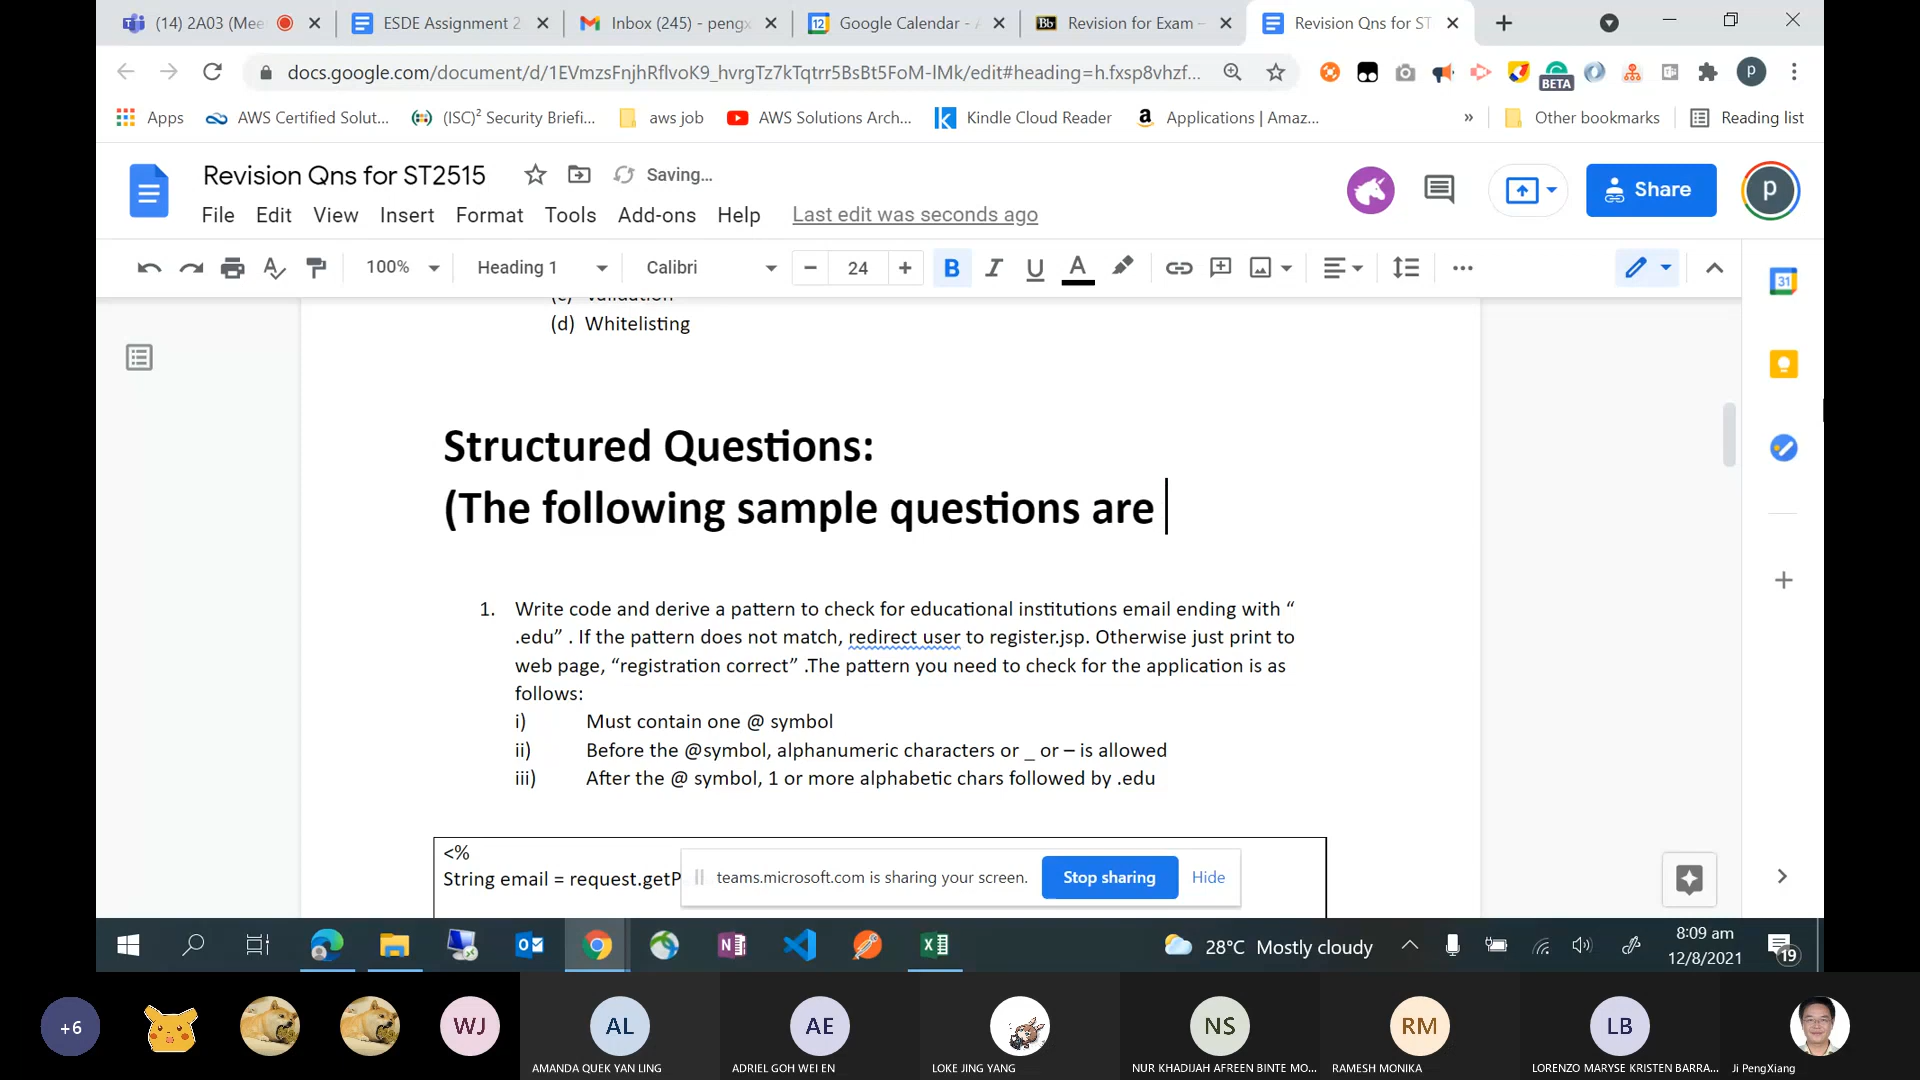 (14) 2A03 (Mee
ESDE Assignment 2
Inbox (245) - pengx
Google Calendar - A
Revision for Exam –
Revision Qns for ST
docs.google.com/document/d/1EVmzsFnjhRflvoK9_hvrgTz7kTqtrr5BsBt5FoM-lMk/edit#heading=h.fxsp8vhzf...
BETA
P
Apps
AWS Certified Solut...
(ISC)² Security Briefi...
aws job
AWS Solutions Arch...
Kindle Cloud Reader
Applications | Amaz...
»
Other bookmarks
Reading list
Revision Qns for ST2515
Saving...
Share
p
File Edit View Insert Format Tools Add-ons Help
Last edit was seconds ago
100%
Heading 1
Calibri
24
B I U A
31
(c) Validation
(d) Whitelisting
Structured Questions:
(The following sample questions are
1. Write code and derive a pattern to check for educational institutions email ending with “
.edu” . If the pattern does not match, redirect user to register.jsp. Otherwise just print to
web page, “registration correct” .The pattern you need to check for the application is as
follows:
i) Must contain one @ symbol
ii) Before the @symbol, alphanumeric characters or _ or – is allowed
iii) After the @ symbol, 1 or more alphabetic chars followed by .edu
<%
String email = request.getP
teams.microsoft.com is sharing your screen.
Stop sharing
Hide
28°C Mostly cloudy
8:09 am
12/8/2021
19
+6
WJ
AL
AE
NS
RM
LB
AMANDA QUEK YAN LING
ADRIEL GOH WEI EN
LOKE JING YANG
NUR KHADIJAH AFREEN BINTE MO...
RAMESH MONIKA
LORENZO MARYSE KRISTEN BARRA...
Ji PengXiang